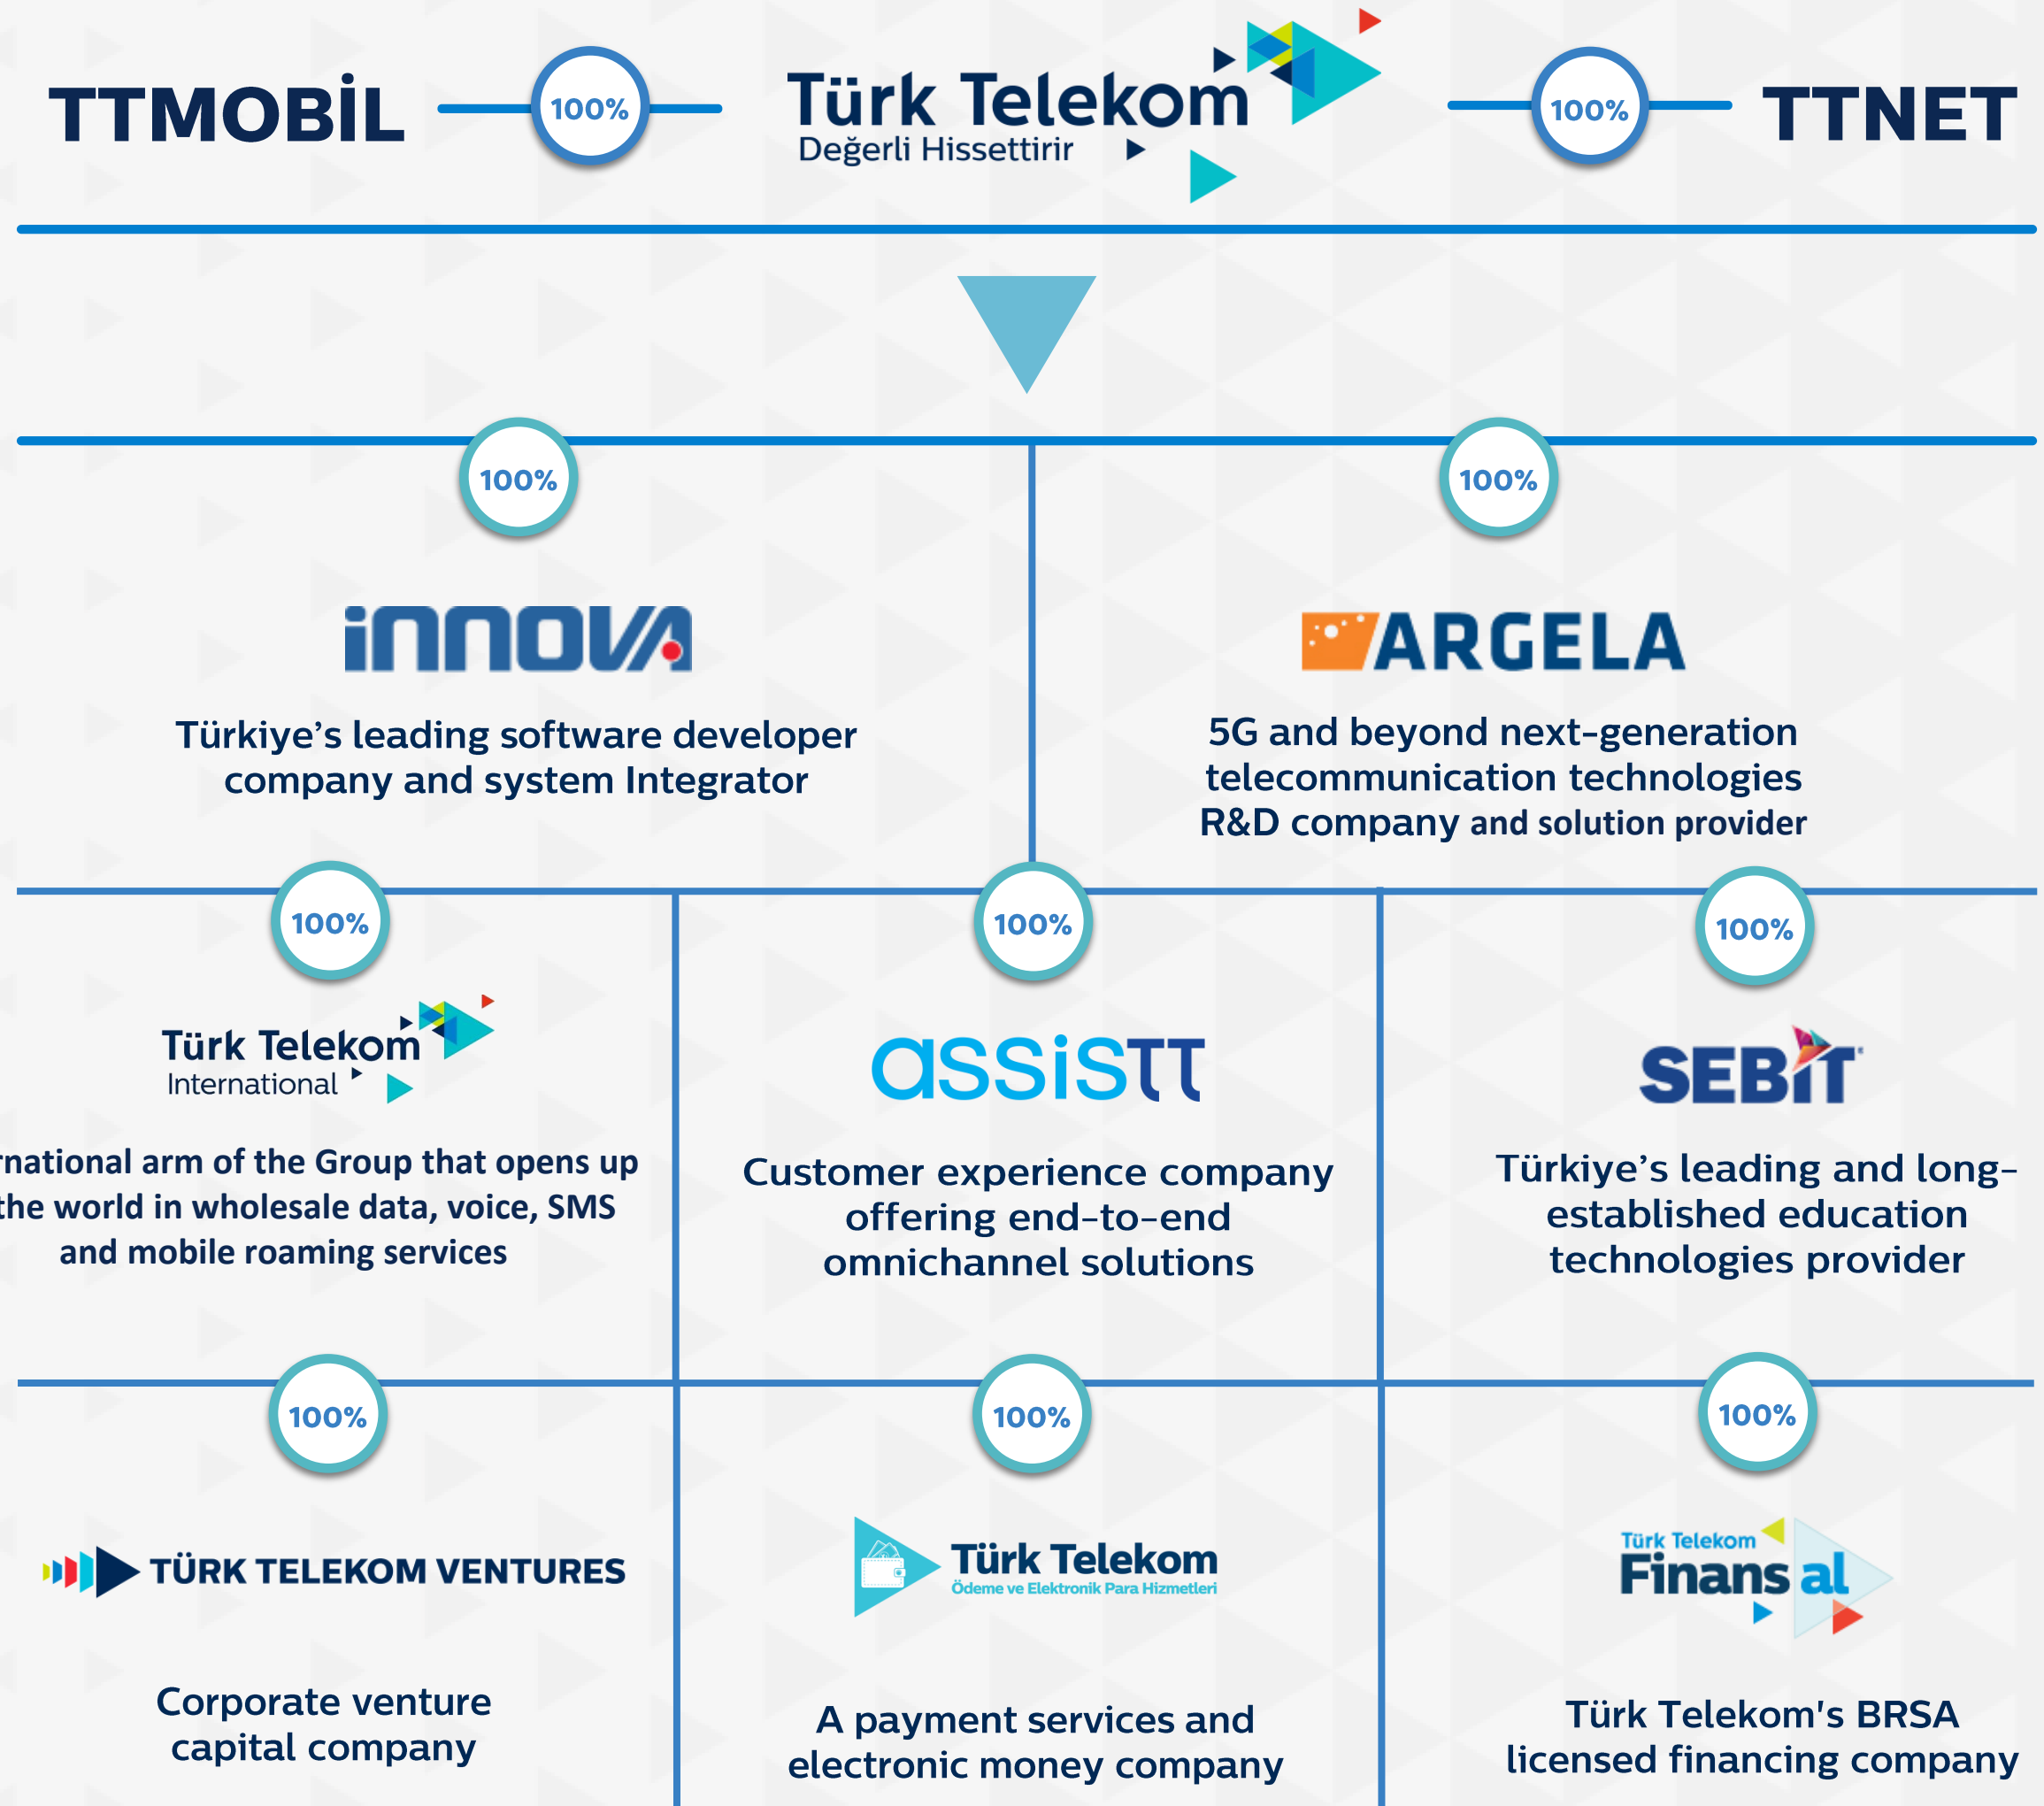 TTMOBİL
100%
Türk Telekom
Değerli Hissettirir
100%
TTNET
100%
100%
innova
ARGELA
Türkiye’s leading software developer
company and system Integrator
5G and beyond next-generation
telecommunication technologies
R&D company and solution provider
100%
100%
100%
Türk Telekom
International
assisTT
SEBİT
rnational arm of the Group that opens up
the world in wholesale data, voice, SMS
and mobile roaming services
Customer experience company
offering end-to-end
omnichannel solutions
Türkiye’s leading and long-
established education
technologies provider
100%
100%
100%
TÜRK TELEKOM VENTURES
Türk Telekom
Ödeme ve Elektronik Para Hizmetleri
Türk Telekom
Finansal
Corporate venture
capital company
A payment services and
electronic money company
Türk Telekom's BRSA
licensed financing company